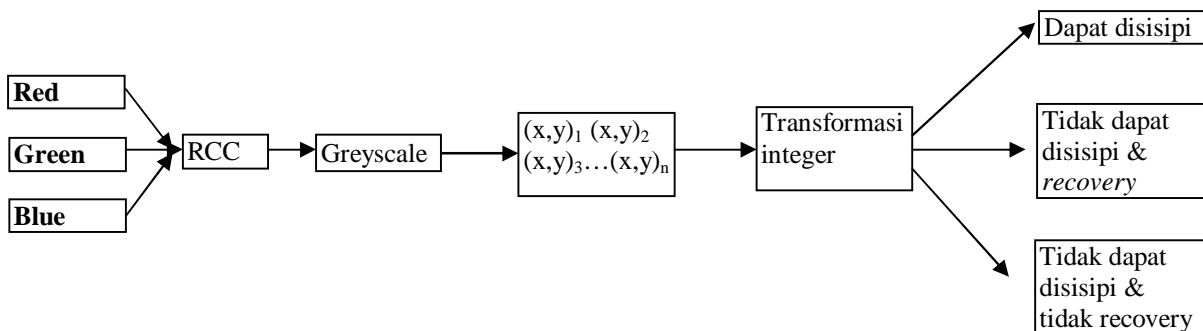 Red
Green
Blue
RCC
Greyscale
(x,y)₁ (x,y)₂
(x,y)₃…(x,y)ₙ
Transformasi
integer
Dapat disisipi
Tidak dapat
disisipi &
recovery
Tidak dapat
disisipi &
tidak recovery